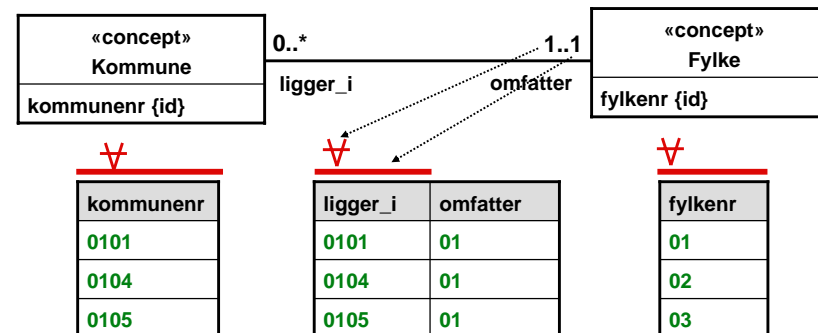 «concept»
Kommune
kommunenr {id}
0..*
1..1
ligger_i
omfatter
«concept»
Fylke
fylkenr {id}
∀
∀
∀
kommunenr
0101
0104
0105
ligger_i omfatter
0101 01
0104 01
0105 01
fylkenr
01
02
03